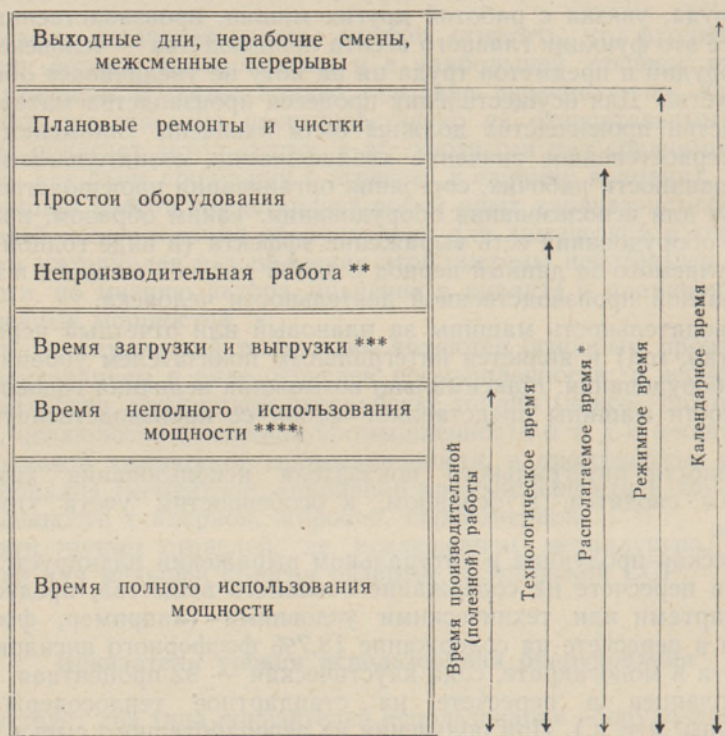 Выходные дни, нерабочие смены,
межсменные перерывы
Плановые ремонты и чистки
Простои оборудования
Непроизводительная работа **
Время загрузки и выгрузки ***
Время неполного использования
мощности ****
Время полного использования
мощности
Время производительной
(полезной) работы
Технологическое время
Располагаемое время *
Режимное время
Календарное время